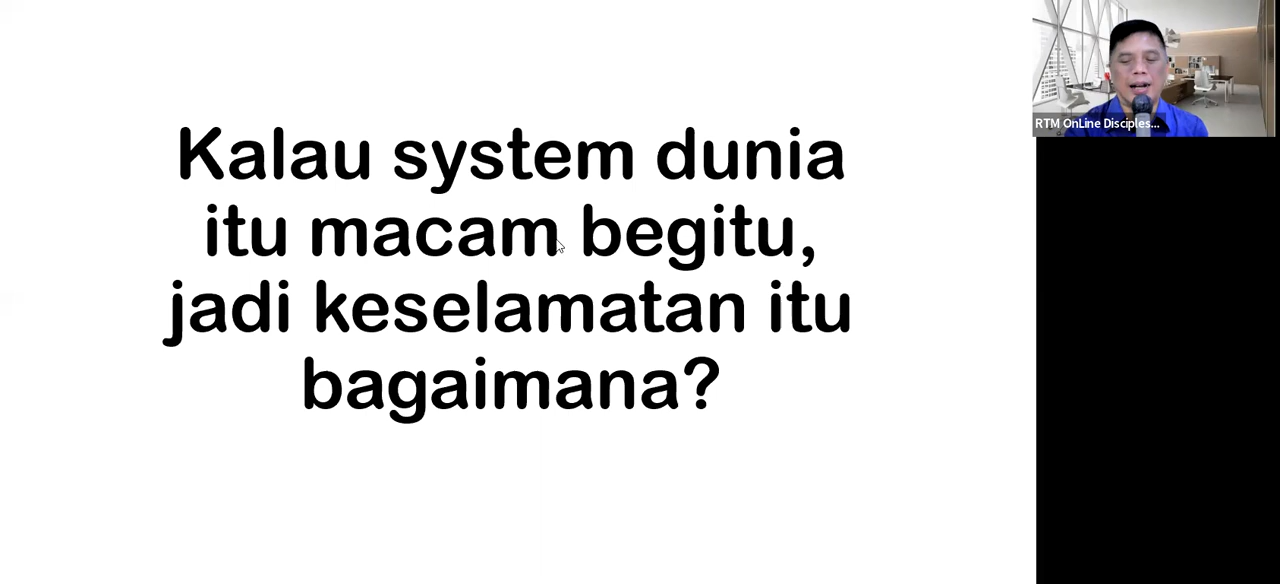 Kalau system dunia
itu macam begitu,
jadi keselamatan itu
bagaimana?
RTM OnLine Disciples...